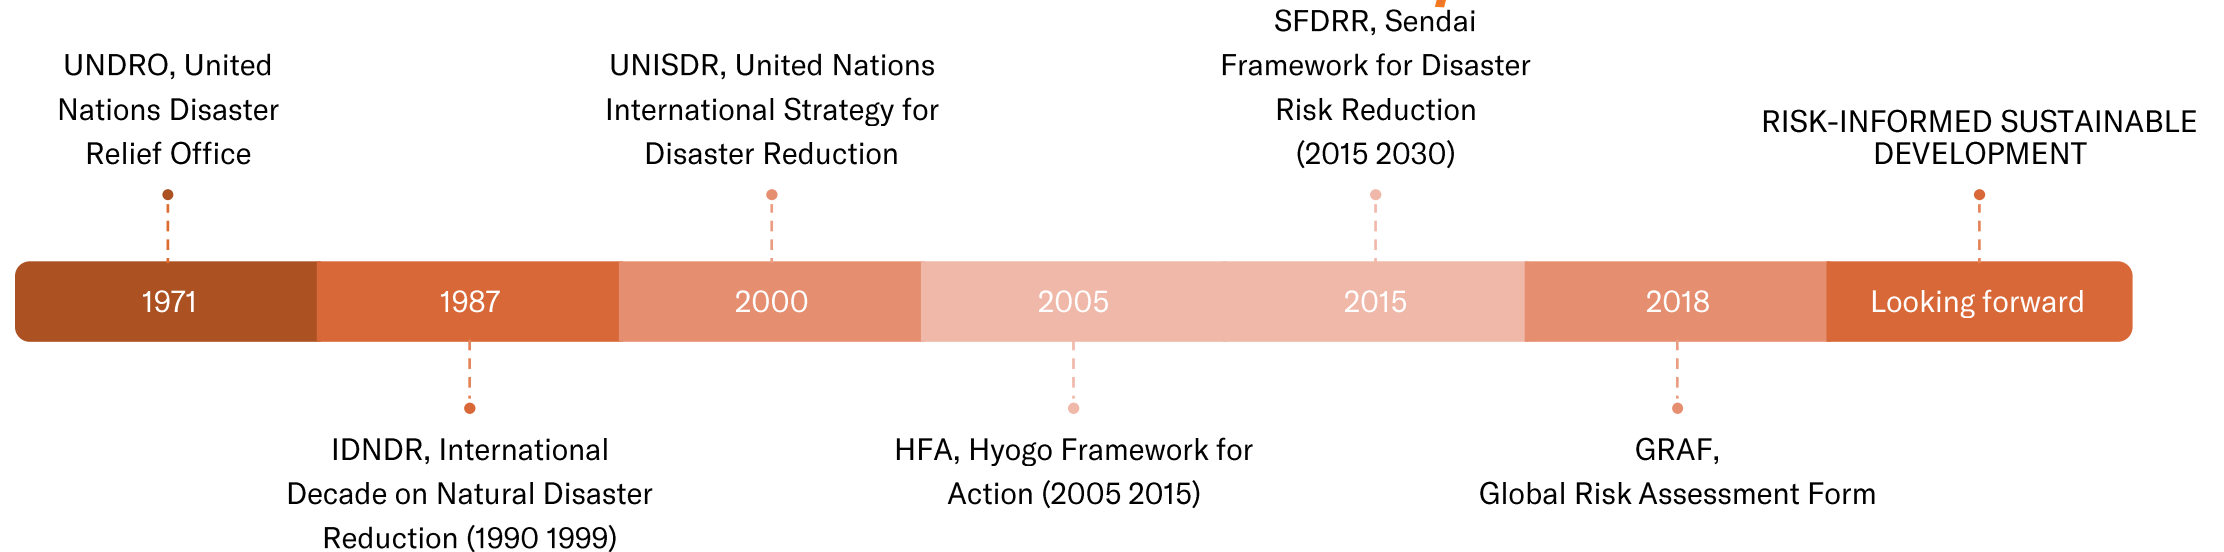 UNDRO, United
Nations Disaster
Relief Office
UNISDR, United Nations
International Strategy for
Disaster Reduction
SFDRR, Sendai
Framework for Disaster
Risk Reduction
(2015 2030)
RISK-INFORMED SUSTAINABLE
DEVELOPMENT
1971
1987
2000
2005
2015
2018
Looking forward
IDNDR, International
Decade on Natural Disaster
Reduction (1990 1999)
HFA, Hyogo Framework for
Action (2005 2015)
GRAF,
Global Risk Assessment Form